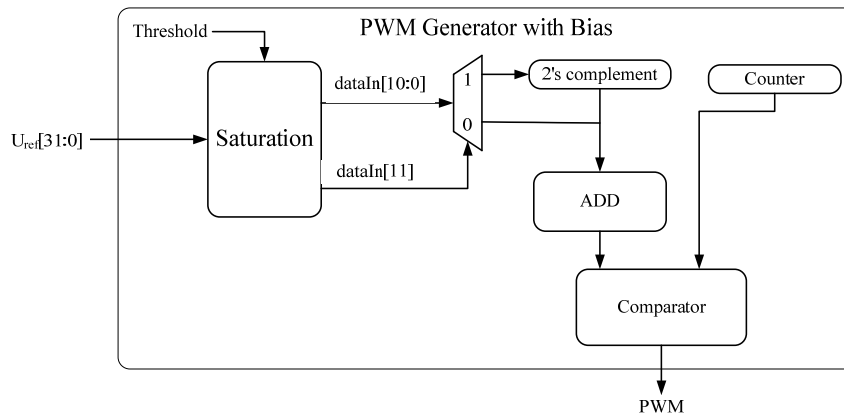 PWM Generator with Bias
Threshold
dataIn[10:0]
1
2's complement
Counter
Uref[31:0]
Saturation
0
dataIn[11]
ADD
Comparator
PWM